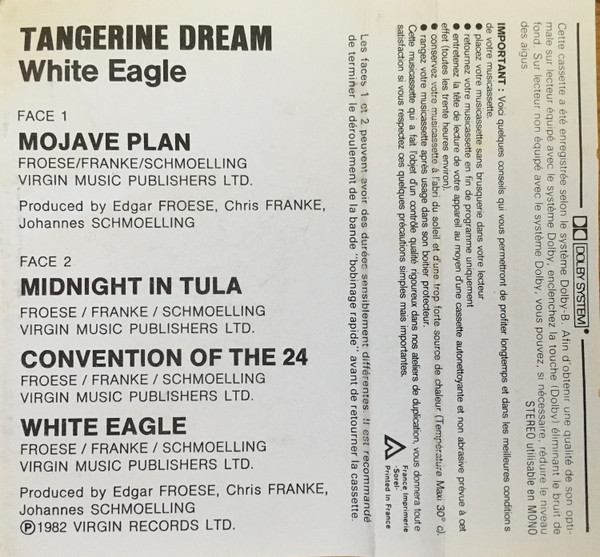 TANGERINE DREAM
White Eagle
FACE 1
MOJAVE PLAN
FROESE/FRANKE/SCHMOELLING
VIRGIN MUSIC PUBLISHERS LTD.
Produced by Edgar FROESE, Chris FRANKE,
Johannes SCHMOELLING
FACE 2
MIDNIGHT IN TULA
FROESE / FRANKE / SCHMOELLING
VIRGIN MUSIC PUBLISHERS LTD.
CONVENTION OF THE 24
FROESE / FRANKE / SCHMOELLING
VIRGIN MUSIC PUBLISHERS LTD.
WHITE EAGLE
FROESE / FRANKE / SCHMOELLING
VIRGIN MUSIC PUBLISHERS LTD.
Produced by Edgar FROESE, Chris FRANKE,
Johannes SCHMOELLING
Ⓟ1982 VIRGIN RECORDS LTD.
DOLBY SYSTEM
Cette cassette a été enregistrée selon le système Dolby-B. Afin d'obtenir une qualité de son opti-
male sur lecteur équipé avec le système Dolby, enclenchez la touche (Dolby) éliminant le bruit de
fond. Sur lecteur non équipé avec le système Dolby, vous pouvez, si nécessaire, réduire le niveau
des aigus.
STEREO utilisable en MONO
IMPORTANT : Voici quelques conseils qui vous permettront de profiter longtemps et dans les meilleures conditions
de votre musicassette.
● placez votre musicassette sans brusquerie dans votre lecteur
● retournez votre musicassette en fin de programme uniquement
● entretenez la tête de lecture de votre appareil au moyen d'une cassette autonettoyante et non abrasive prévue à cet
effet (toutes les trente heures environ).
● conservez votre musicassette à l'abri du soleil et d'une trop forte source de chaleur (Température Maxi 30° c).
● rangez votre musicassette après usage dans son boitier protecteur.
Cette musicassette qui a fait l'objet d'un contrôle qualité rigoureux dans nos ateliers de duplication, vous donnera toute
satisfaction si vous respectez ces quelques précautions simples mais importantes.
France Imprimerie
-Sorel-
Printed In France
Les faces 1 et 2 peuvent avoir des durées sensiblement différentes. Il est recommandé
de terminer le déroulement de la bande "bobinage rapide" avant de retourner la cassette.